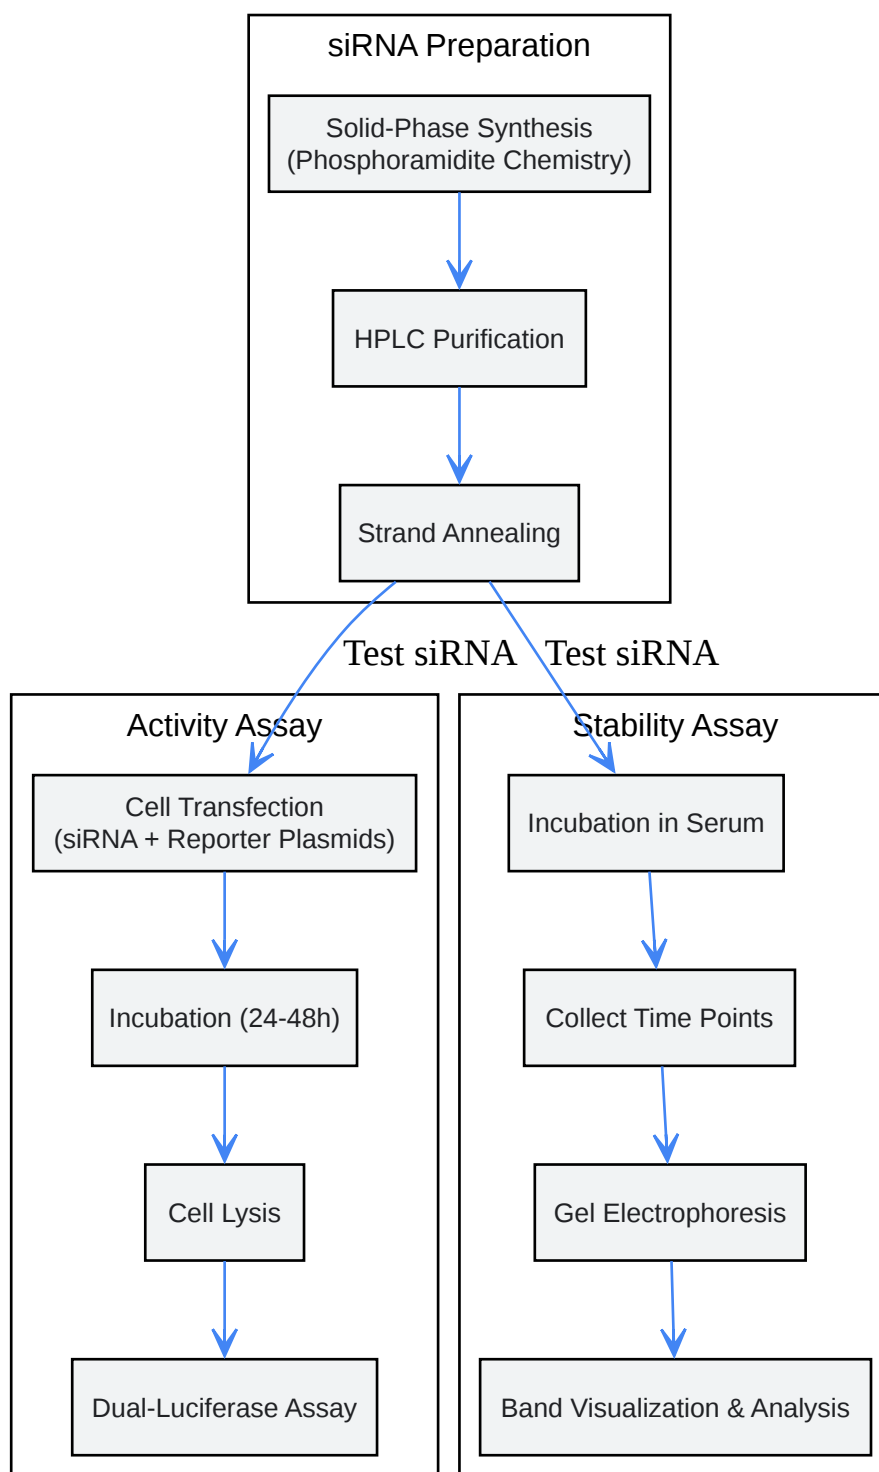 siRNA Preparation
Solid-Phase Synthesis
(Phosphoramidite Chemistry)
HPLC Purification
Strand Annealing
Test siRNA
Test siRNA
Activity Assay
Cell Transfection
(siRNA + Reporter Plasmids)
Incubation (24-48h)
Cell Lysis
Dual-Luciferase Assay
Stability Assay
Incubation in Serum
Collect Time Points
Gel Electrophoresis
Band Visualization & Analysis